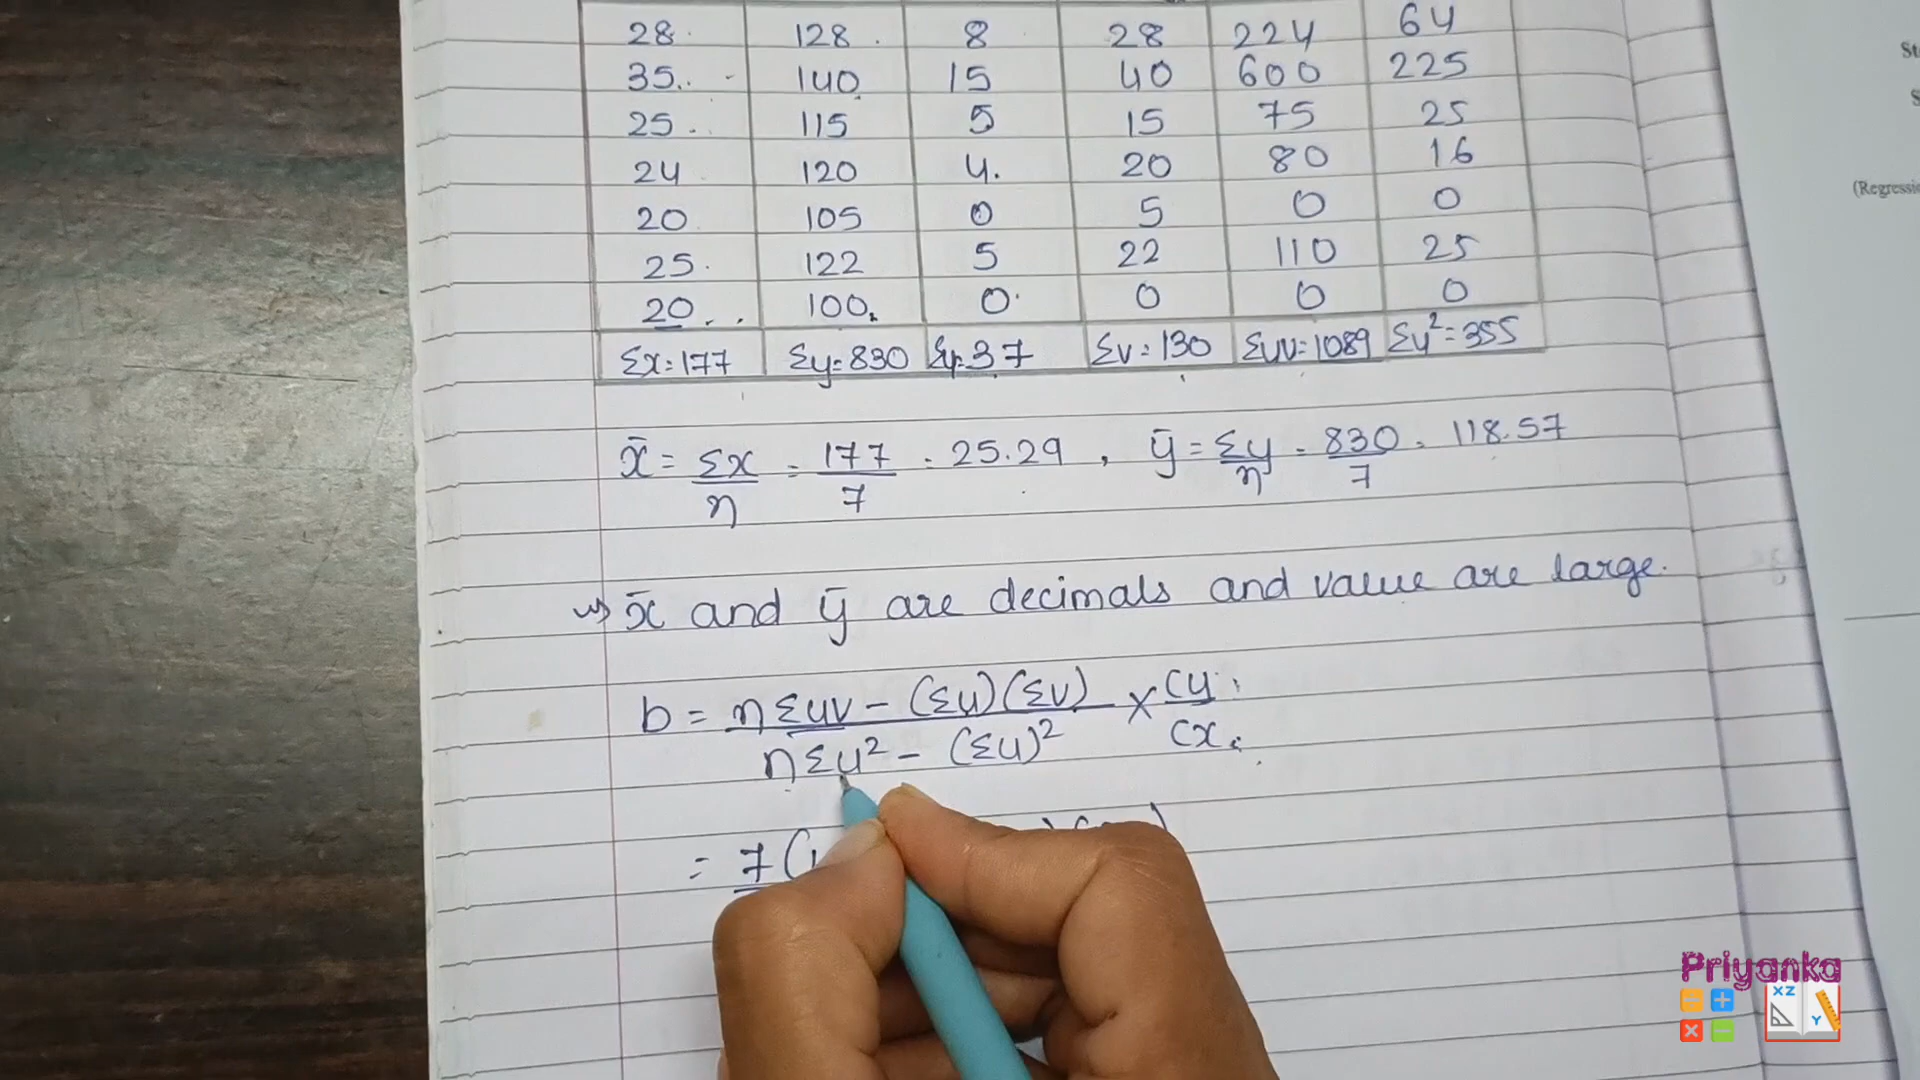 28 128 8 28 224 64
35 140 15 40 600 225
25 115 5 15 75 25
24 120 4 20 80 16
20 105 0 5 0 0
25 122 5 22 110 25
20 100 0 0 0 0
Σx=177 Σy=830 Σu=37 Σv=130 Σuv=1089 Σu²=355
x̄ = Σx/n = 177/7 = 25.29, ȳ = Σy/n = 830/7 = 118.57
x̄ and ȳ are decimals and value are large.
b = nΣuv - (Σu)(Σv) × Cy
nΣu² - (Σu)² Cx
= 7(1
(Regressi
Priyanka
XZ
Y